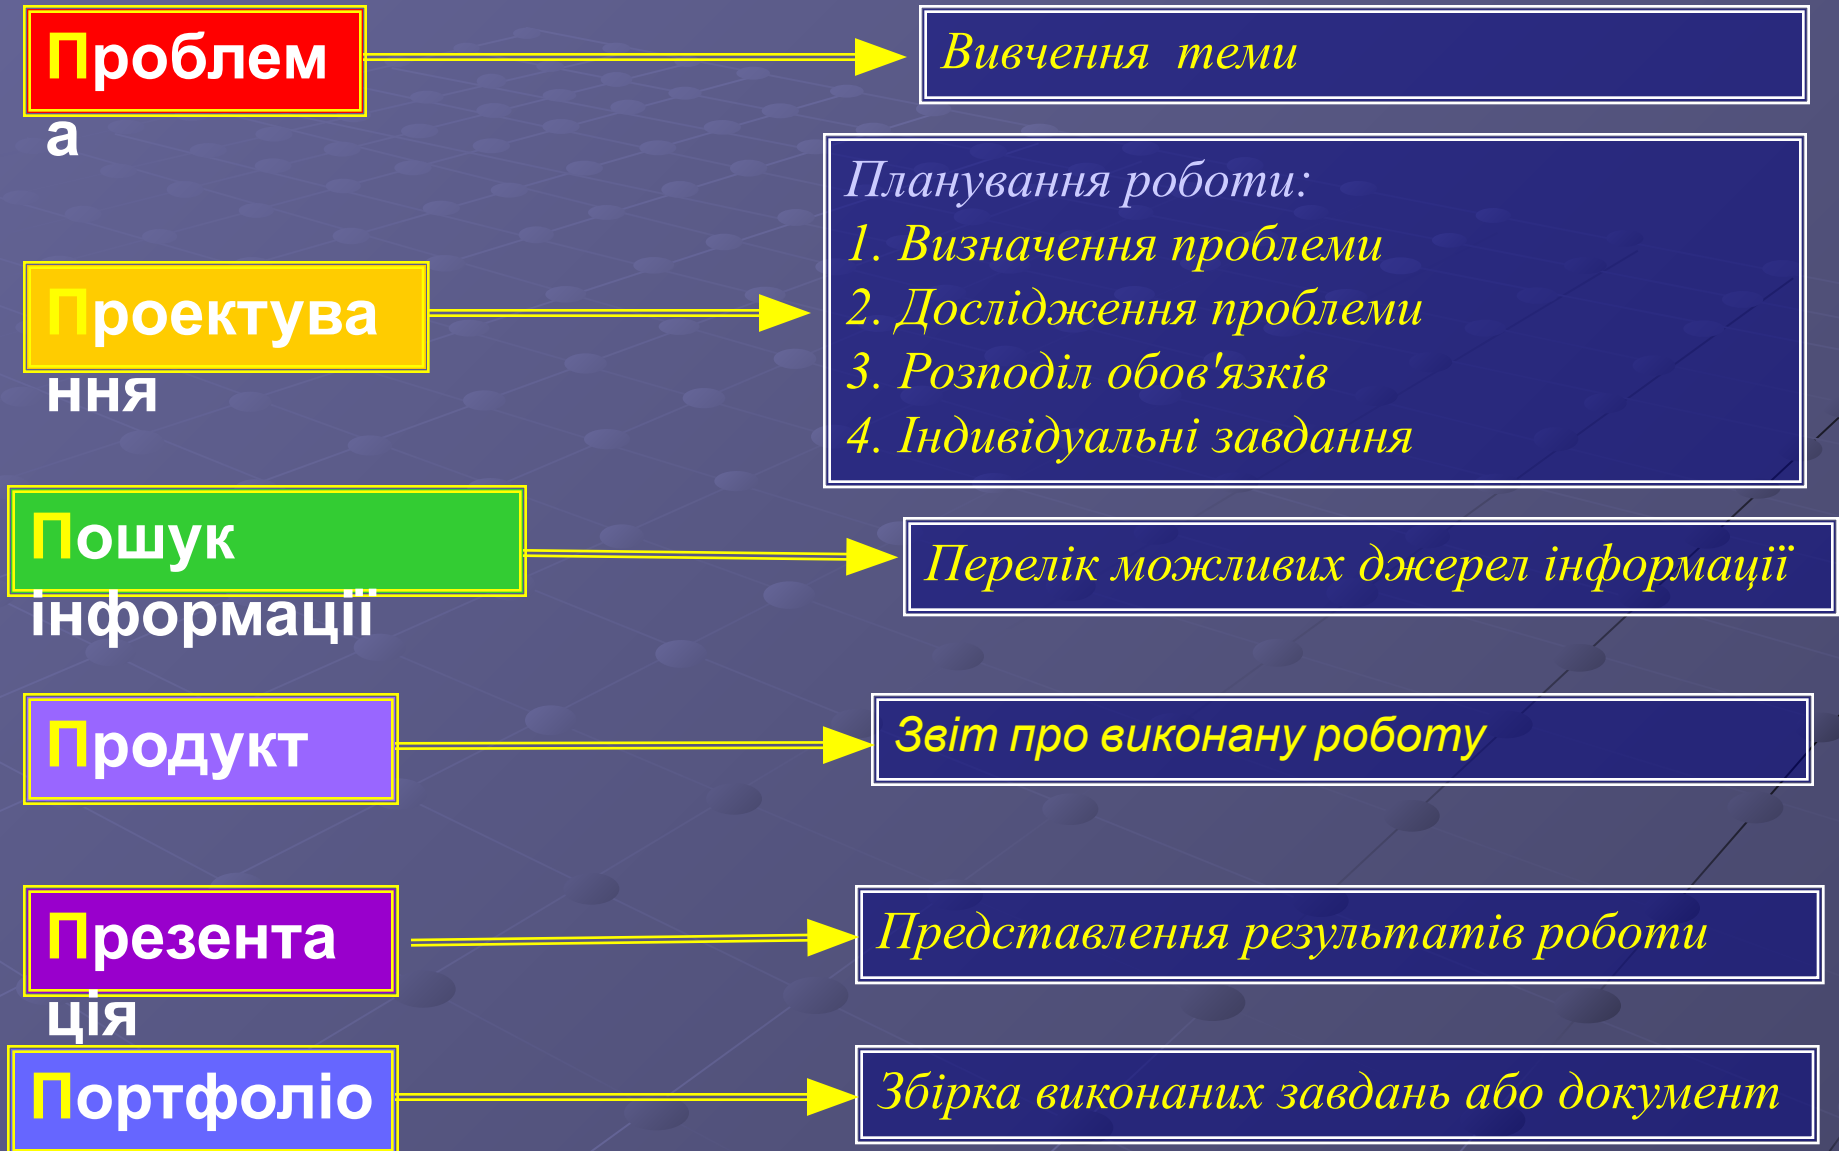 Проблем
а
Вивчення теми
Проектува
ння
Планування роботи:
1. Визначення проблеми
2. Дослідження проблеми
3. Розподіл обов'язків
4. Індивідуальні завдання
Пошук
інформації
Перелік можливих джерел інформації
Продукт
Звіт про виконану роботу
Презента
ція
Представлення результатів роботи
Портфоліо
Збірка виконаних завдань або документ